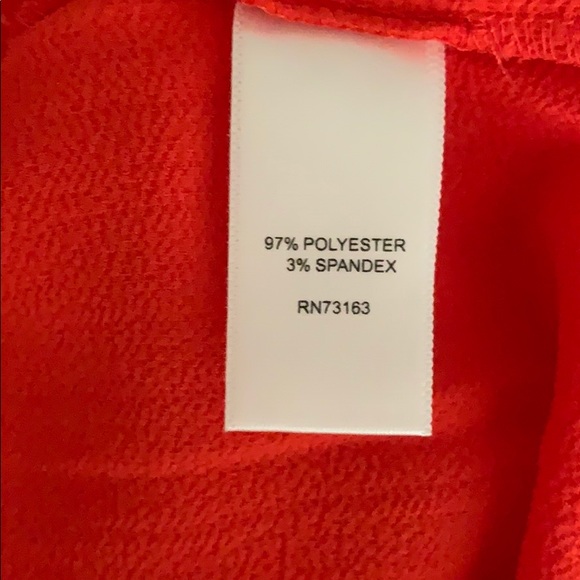 97% POLYESTER
3% SPANDEX
RN73163